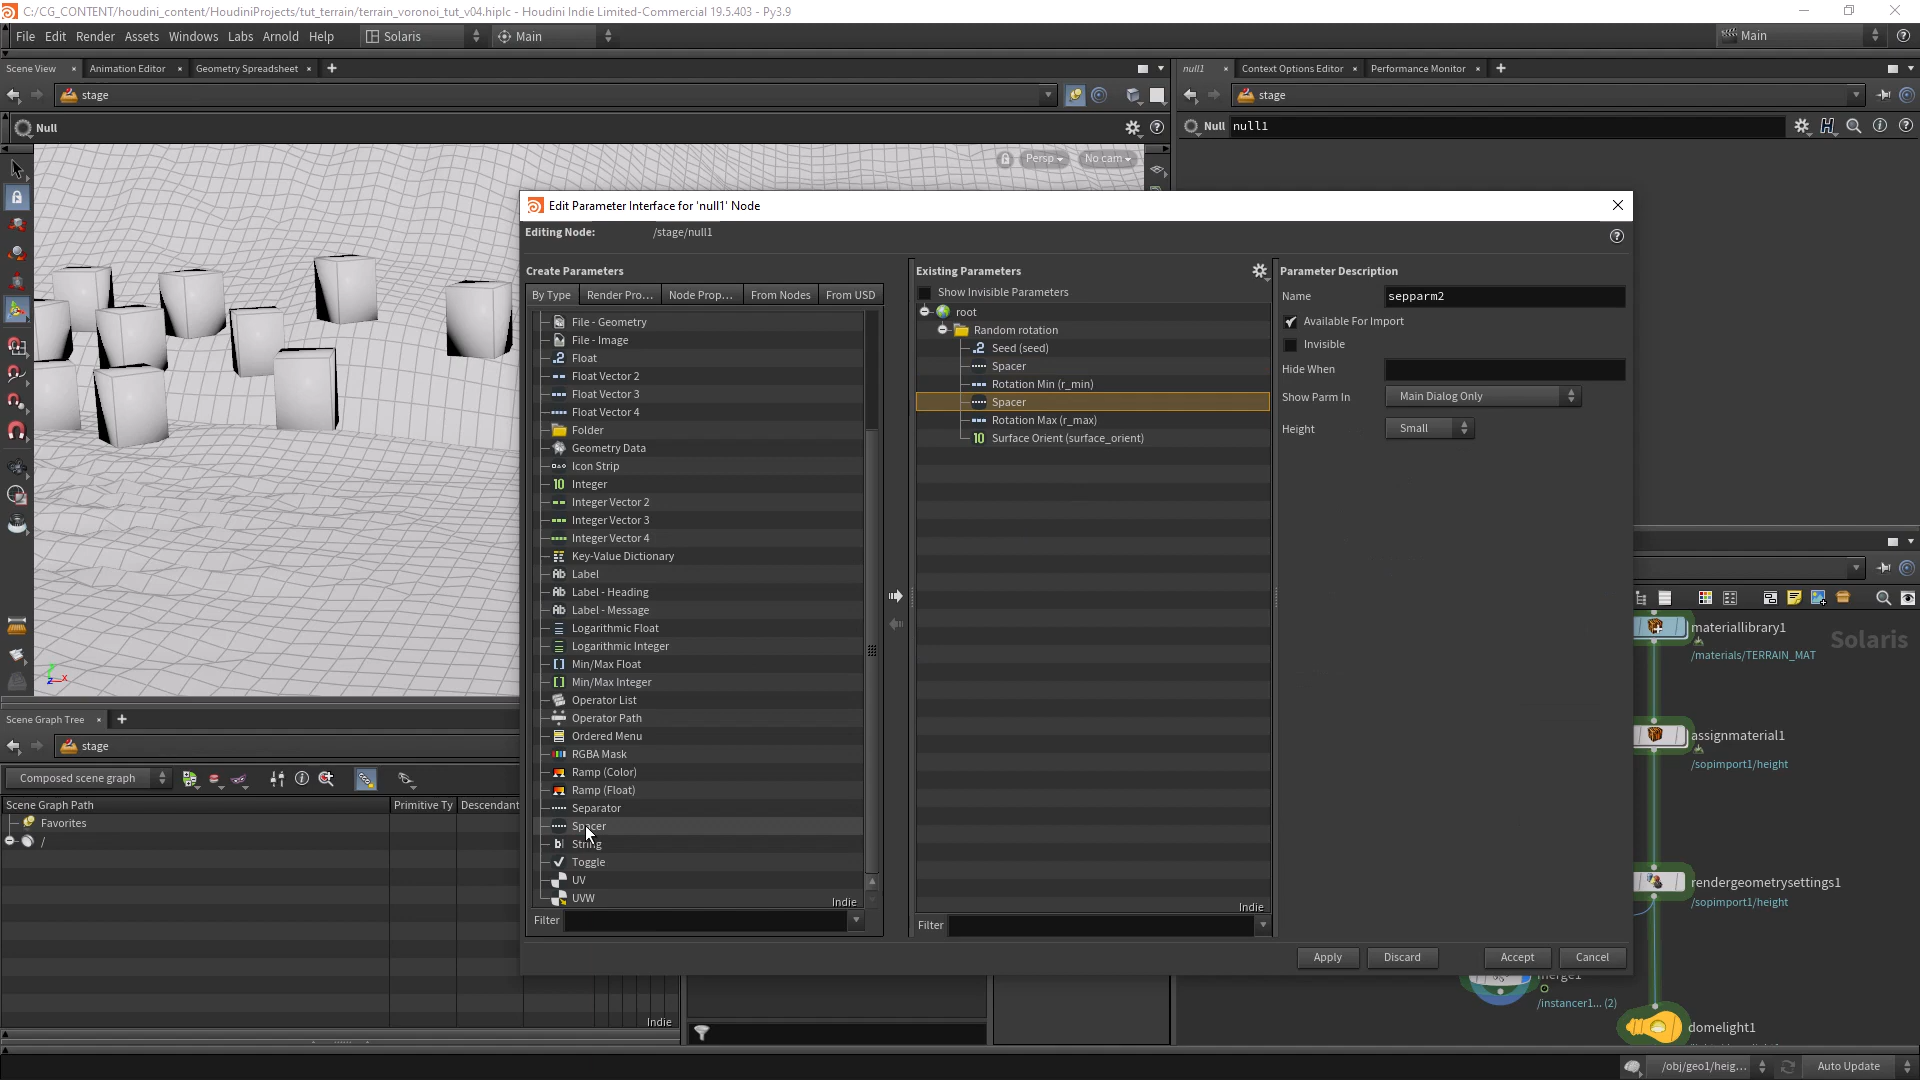 C:/CG_CONTENT/houdini_content/HoudiniProjects/tut_terrain/terrain_voronoi_tut_v04.hiplc - Houdini Indie Limited-Commercial 19.5.403 - Py3.9
File Edit Render Assets Windows Labs Arnold Help Solaris Main Main
Scene View Animation Editor Geometry Spreadsheet null1 Context Options Editor Performance Monitor
stage stage
Null Null null1
Persp No cam
Edit Parameter Interface for 'null1' Node
Editing Node: /stage/null1
Create Parameters
By Type Render Pro... Node Prop... From Nodes From USD
File - Geometry
File - Image
Float
Float Vector 2
Float Vector 3
Float Vector 4
Folder
Geometry Data
Icon Strip
Integer
Integer Vector 2
Integer Vector 3
Integer Vector 4
Key-Value Dictionary
Label
Label - Heading
Label - Message
Logarithmic Float
Logarithmic Integer
Min/Max Float
Min/Max Integer
Operator List
Operator Path
Ordered Menu
RGBA Mask
Ramp (Color)
Ramp (Float)
Separator
Spacer
String
Toggle
UV
UVW
Indie
Filter
Existing Parameters
Show Invisible Parameters
root
Random rotation
Seed (seed)
Spacer
Rotation Min (r_min)
Spacer
Rotation Max (r_max)
Surface Orient (surface_orient)
Indie
Filter
Parameter Description
Name sepparm2
Available For Import
Invisible
Hide When
Show Parm In Main Dialog Only
Height Small
Apply Discard Accept Cancel
Scene Graph Tree
stage
Composed scene graph
Scene Graph Path Primitive Ty Descendant
Favorites
/
Indie
materiallibrary1
Solaris
/materials/TERRAIN_MAT
assignmaterial1
/sopimport1/height
rendergeometrysettings1
/sopimport1/height
merge1
/instancer1... (2)
domelight1
/obj/geo1/heig... Auto Update